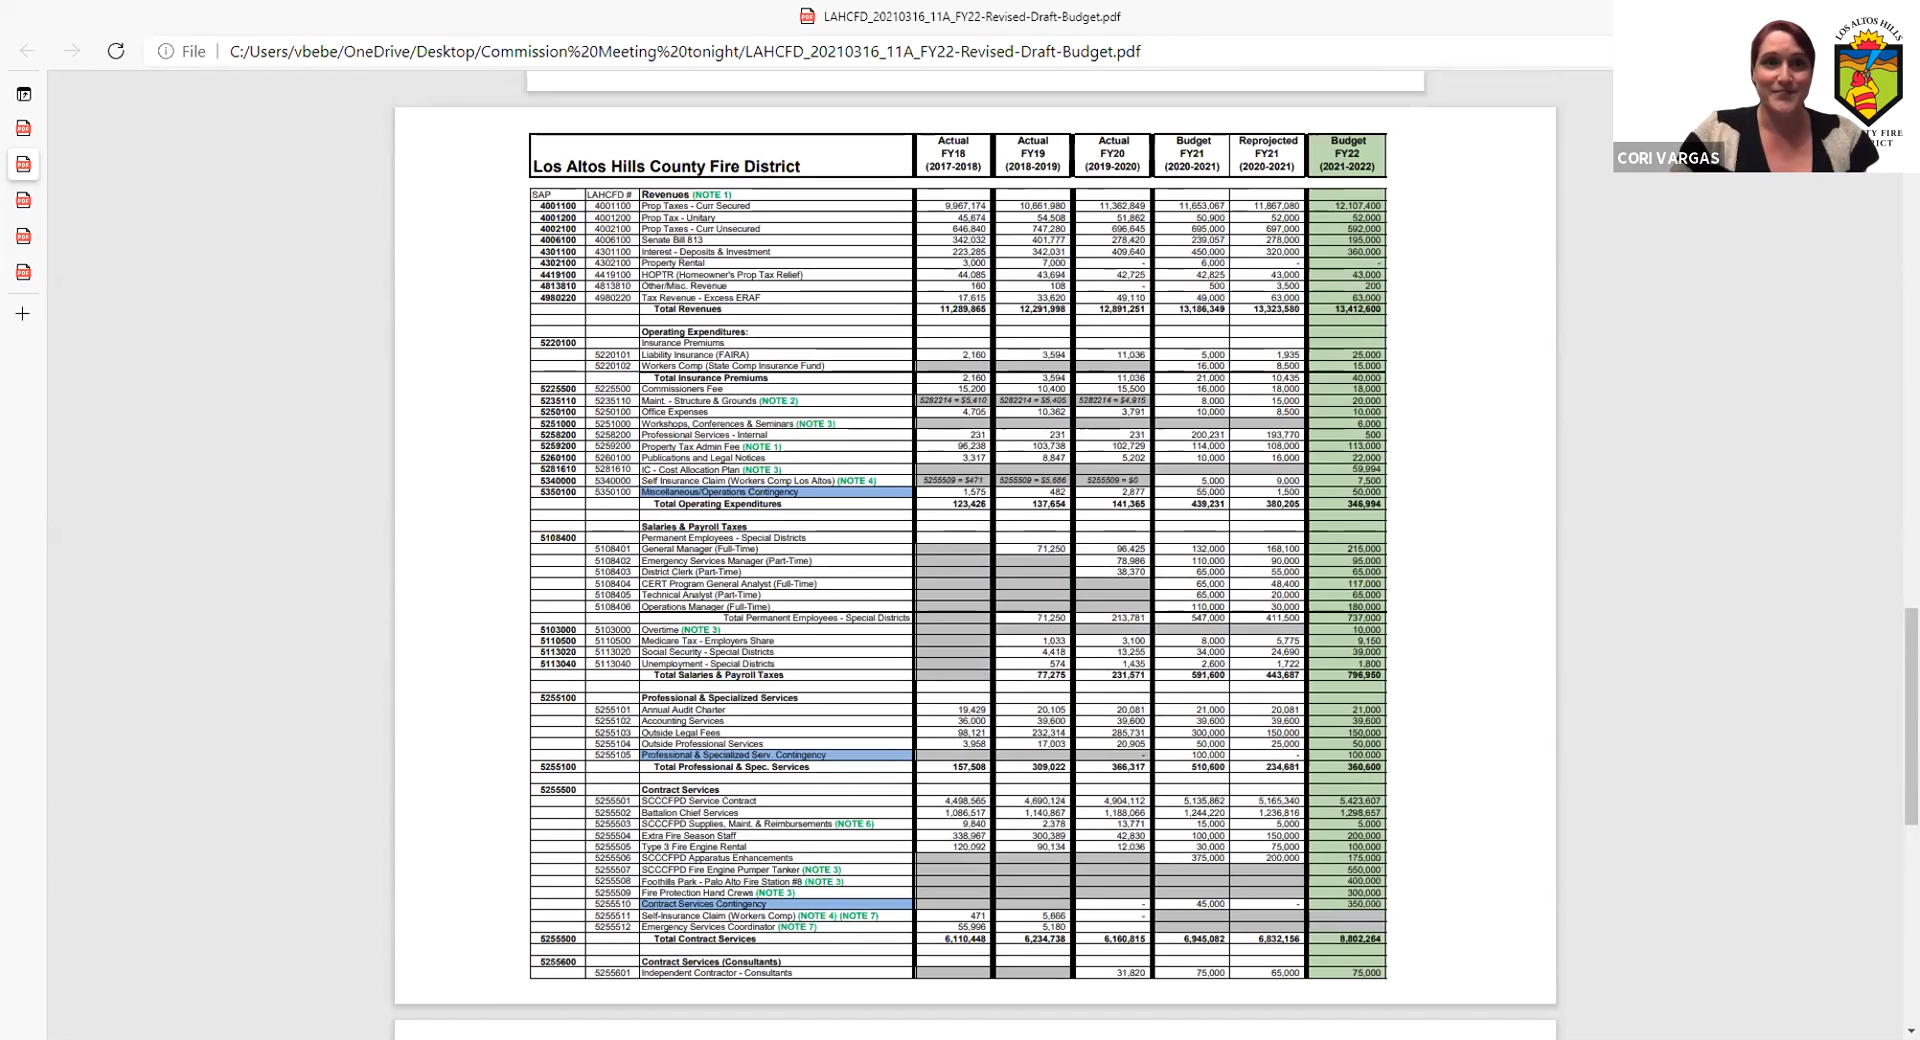 LAHCFD_20210316_11A_FY22-Revised-Draft-Budget.pdf
File C:/Users/vbebe/OneDrive/Desktop/Commission%20Meeting%20tonight/LAHCFD_20210316_11A_FY22-Revised-Draft-Budget.pdf
LOS ALTOS HILLS
TY FIRE
RICT
CORI VARGAS
Los Altos Hills County Fire District Actual FY18 (2017-2018) Actual FY19 (2018-2019) Actual FY20 (2019-2020) Budget FY21 (2020-2021) Reprojected FY21 (2020-2021) Budget FY22 (2021-2022)
SAP LAHCFD # Revenues (NOTE 1)
4001100 4001100 Prop Taxes - Curr Secured 9,967,174 10,661,980 11,362,849 11,653,067 11,867,080 12,107,400
4001200 4001200 Prop Tax - Unitary 45,674 54,508 51,862 50,900 52,000 52,000
4002100 4002100 Prop Taxes - Curr Unsecured 646,840 747,280 696,645 695,000 697,000 592,000
4006100 4006100 Senate Bill 813 342,032 401,777 278,420 239,057 278,000 195,000
4301100 4301100 Interest - Deposits & Investment 223,285 342,031 409,640 450,000 320,000 360,000
4302100 4302100 Property Rental 3,000 7,000 - 6,000 - -
4419100 4419100 HOPTR (Homeowner's Prop Tax Relief) 44,085 43,694 42,725 42,825 43,000 43,000
4813810 4813810 Other/Misc. Revenue 160 108 - 500 3,500 200
4980220 4980220 Tax Revenue - Excess ERAF 17,615 33,620 49,110 49,000 63,000 63,000
Total Revenues 11,289,865 12,291,998 12,891,251 13,186,349 13,323,580 13,412,600
Operating Expenditures:
5220100 Insurance Premiums
5220101 Liability Insurance (FAIRA) 2,160 3,594 11,036 5,000 1,935 25,000
5220102 Workers Comp (State Comp Insurance Fund) 16,000 8,500 15,000
Total Insurance Premiums 2,160 3,594 11,036 21,000 10,435 40,000
5225500 5225500 Commissioners Fee 15,200 10,400 15,500 16,000 18,000 18,000
5235110 5235110 Maint. - Structure & Grounds (NOTE 2) 5282214 = $5,410 5282214 = $5,405 5282214 = $4,915 8,000 15,000 20,000
5250100 5250100 Office Expenses 4,705 10,362 3,791 10,000 8,500 10,000
5251000 5251000 Workshops, Conferences & Seminars (NOTE 3) 6,000
5258200 5258200 Professional Services - Internal 231 231 231 200,231 193,770 500
5259200 5259200 Property Tax Admin Fee (NOTE 1) 96,238 103,738 102,729 114,000 108,000 113,000
5260100 5260100 Publications and Legal Notices 3,317 8,847 5,202 10,000 16,000 22,000
5281610 5281610 IC - Cost Allocation Plan (NOTE 3) 59,994
5340000 5340000 Self Insurance Claim (Workers Comp Los Altos) (NOTE 4) 5255509 = $471 5255509 = $5,666 5255509 = $0 5,000 9,000 7,500
5350100 5350100 Miscellaneous/Operations Contingency 1,575 482 2,877 55,000 1,500 50,000
Total Operating Expenditures 123,426 137,654 141,365 439,231 380,205 346,994
Salaries & Payroll Taxes
5108400 Permanent Employees - Special Districts
5108401 General Manager (Full-Time) 71,250 96,425 132,000 168,100 215,000
5108402 Emergency Services Manager (Part-Time) 78,986 110,000 90,000 95,000
5108403 District Clerk (Part-Time) 38,370 65,000 55,000 65,000
5108404 CERT Program General Analyst (Full-Time) 65,000 48,400 117,000
5108405 Technical Analyst (Part-Time) 65,000 20,000 65,000
5108406 Operations Manager (Full-Time) 110,000 30,000 180,000
Total Permanent Employees - Special Districts 71,250 213,781 547,000 411,500 737,000
5103000 5103000 Overtime (NOTE 3) 10,000
5110500 5110500 Medicare Tax - Employers Share 1,033 3,100 8,000 5,775 9,150
5113020 5113020 Social Security - Special Districts 4,418 13,255 34,000 24,690 39,000
5113040 5113040 Unemployment - Special Districts 574 1,435 2,600 1,722 1,800
Total Salaries & Payroll Taxes 77,275 231,571 591,600 443,687 796,950
5255100 Professional & Specialized Services
5255101 Annual Audit Charter 19,429 20,105 20,081 21,000 20,081 21,000
5255102 Accounting Services 36,000 39,600 39,600 39,600 39,600 39,600
5255103 Outside Legal Fees 98,121 232,314 285,731 300,000 150,000 150,000
5255104 Outside Professional Services 3,958 17,003 20,905 50,000 25,000 50,000
5255105 Professional & Specialized Serv. Contingency - 100,000 - 100,000
5255100 Total Professional & Spec. Services 157,508 309,022 366,317 510,600 234,681 360,600
5255500 Contract Services
5255501 SCCCFPD Service Contract 4,498,565 4,690,124 4,904,112 5,135,862 5,165,340 5,423,607
5255502 Battalion Chief Services 1,086,517 1,140,867 1,188,066 1,244,220 1,236,816 1,298,657
5255503 SCCCFPD Supplies, Maint. & Reimbursements (NOTE 6) 9,840 2,378 13,771 15,000 5,000 5,000
5255504 Extra Fire Season Staff 338,967 300,389 42,830 100,000 150,000 200,000
5255505 Type 3 Fire Engine Rental 120,092 90,134 12,036 30,000 75,000 100,000
5255506 SCCCFPD Apparatus Enhancements 375,000 200,000 175,000
5255507 SCCCFPD Fire Engine Pumper Tanker (NOTE 3) 550,000
5255508 Foothills Park - Palo Alto Fire Station #8 (NOTE 3) 400,000
5255509 Fire Protection Hand Crews (NOTE 3) 300,000
5255510 Contract Services Contingency - 45,000 - 350,000
5255511 Self-Insurance Claim (Workers Comp) (NOTE 4) (NOTE 7) 471 5,666 -
5255512 Emergency Services Coordinator (NOTE 7) 55,996 5,180
5255500 Total Contract Services 6,110,448 6,234,738 6,160,815 6,945,082 6,832,156 8,802,264
5255600 Contract Services (Consultants)
5255601 Independent Contractor - Consultants 31,820 75,000 65,000 75,000